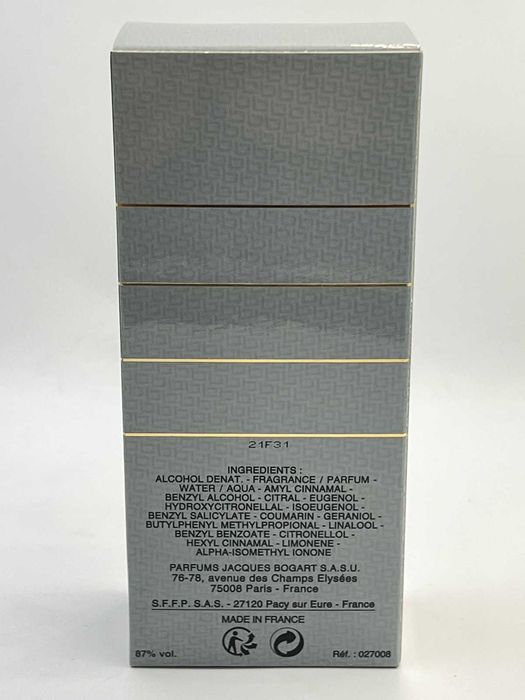 21F31
INGREDIENTS :
ALCOHOL DENAT. - FRAGRANCE / PARFUM -
WATER / AQUA - AMYL CINNAMAL -
BENZYL ALCOHOL - CITRAL - EUGENOL -
HYDROXYCITRONELLAL - ISOEUGENOL -
BENZYL SALICYLATE - COUMARIN - GERANIOL -
BUTYLPHENYL METHYLPROPIONAL - LINALOOL -
BENZYL BENZOATE - CITRONELLOL -
HEXYL CINNAMAL - LIMONENE -
ALPHA-ISOMETHYL IONONE
PARFUMS JACQUES BOGART S.A.S.U.
76-78, avenue des Champs Elysées
75008 Paris - France
S.F.F.P. S.A.S. - 27120 Pacy sur Eure - France
MADE IN FRANCE
87% vol.
Réf. : 027008